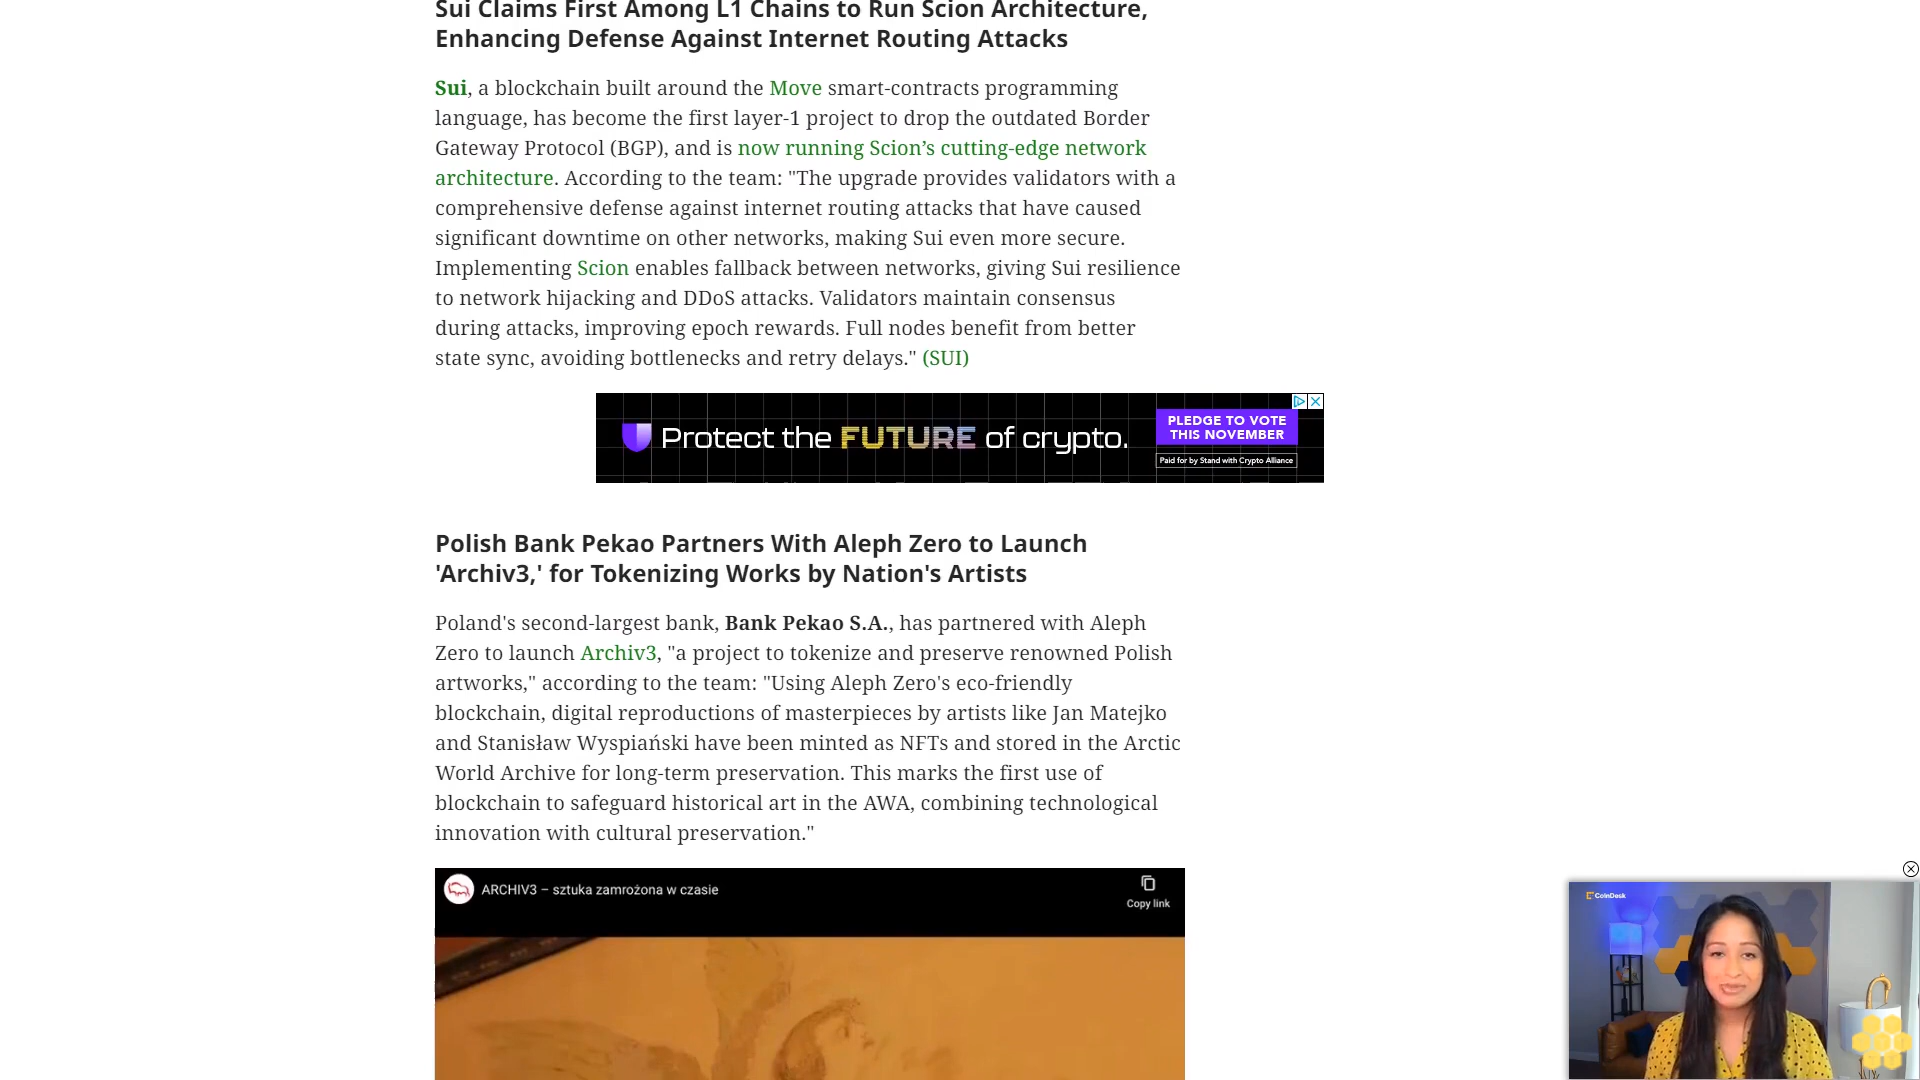 Sui Claims First Among L1 Chains to Run Scion Architecture,
Enhancing Defense Against Internet Routing Attacks
Sui, a blockchain built around the Move smart-contracts programming
language, has become the first layer-1 project to drop the outdated Border
Gateway Protocol (BGP), and is now running Scion’s cutting-edge network
architecture. According to the team: "The upgrade provides validators with a
comprehensive defense against internet routing attacks that have caused
significant downtime on other networks, making Sui even more secure.
Implementing Scion enables fallback between networks, giving Sui resilience
to network hijacking and DDoS attacks. Validators maintain consensus
during attacks, improving epoch rewards. Full nodes benefit from better
state sync, avoiding bottlenecks and retry delays." (SUI)
Protect the FUTURE of crypto.
PLEDGE TO VOTE
THIS NOVEMBER
Paid for by Stand with Crypto Alliance
Polish Bank Pekao Partners With Aleph Zero to Launch
'Archiv3,' for Tokenizing Works by Nation's Artists
Poland's second-largest bank, Bank Pekao S.A., has partnered with Aleph
Zero to launch Archiv3, "a project to tokenize and preserve renowned Polish
artworks," according to the team: "Using Aleph Zero's eco-friendly
blockchain, digital reproductions of masterpieces by artists like Jan Matejko
and Stanisław Wyspiański have been minted as NFTs and stored in the Arctic
World Archive for long-term preservation. This marks the first use of
blockchain to safeguard historical art in the AWA, combining technological
innovation with cultural preservation."
ARCHIV3 – sztuka zamrożona w czasie
Copy link
CoinDesk